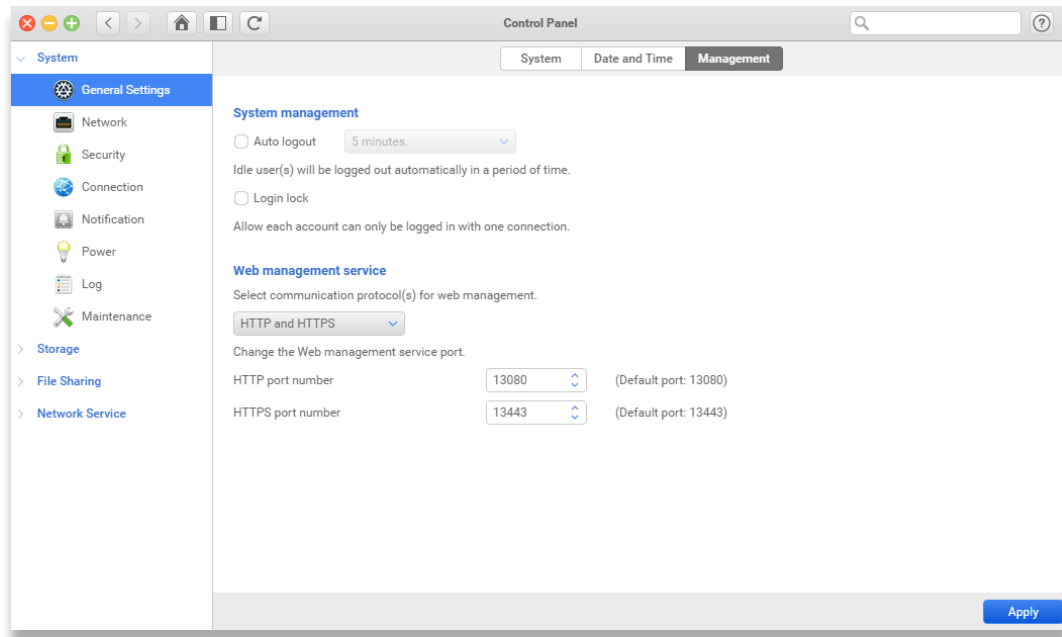 Control Panel
System
General Settings
Network
Security
Connection
Notification
Power
Log
Maintenance
Storage
File Sharing
Network Service
System Date and Time Management
System management
Auto logout 5 minutes.
Idle user(s) will be logged out automatically in a period of time.
Login lock
Allow each account can only be logged in with one connection.
Web management service
Select communication protocol(s) for web management.
HTTP and HTTPS
Change the Web management service port.
HTTP port number 13080 (Default port: 13080)
HTTPS port number 13443 (Default port: 13443)
Apply